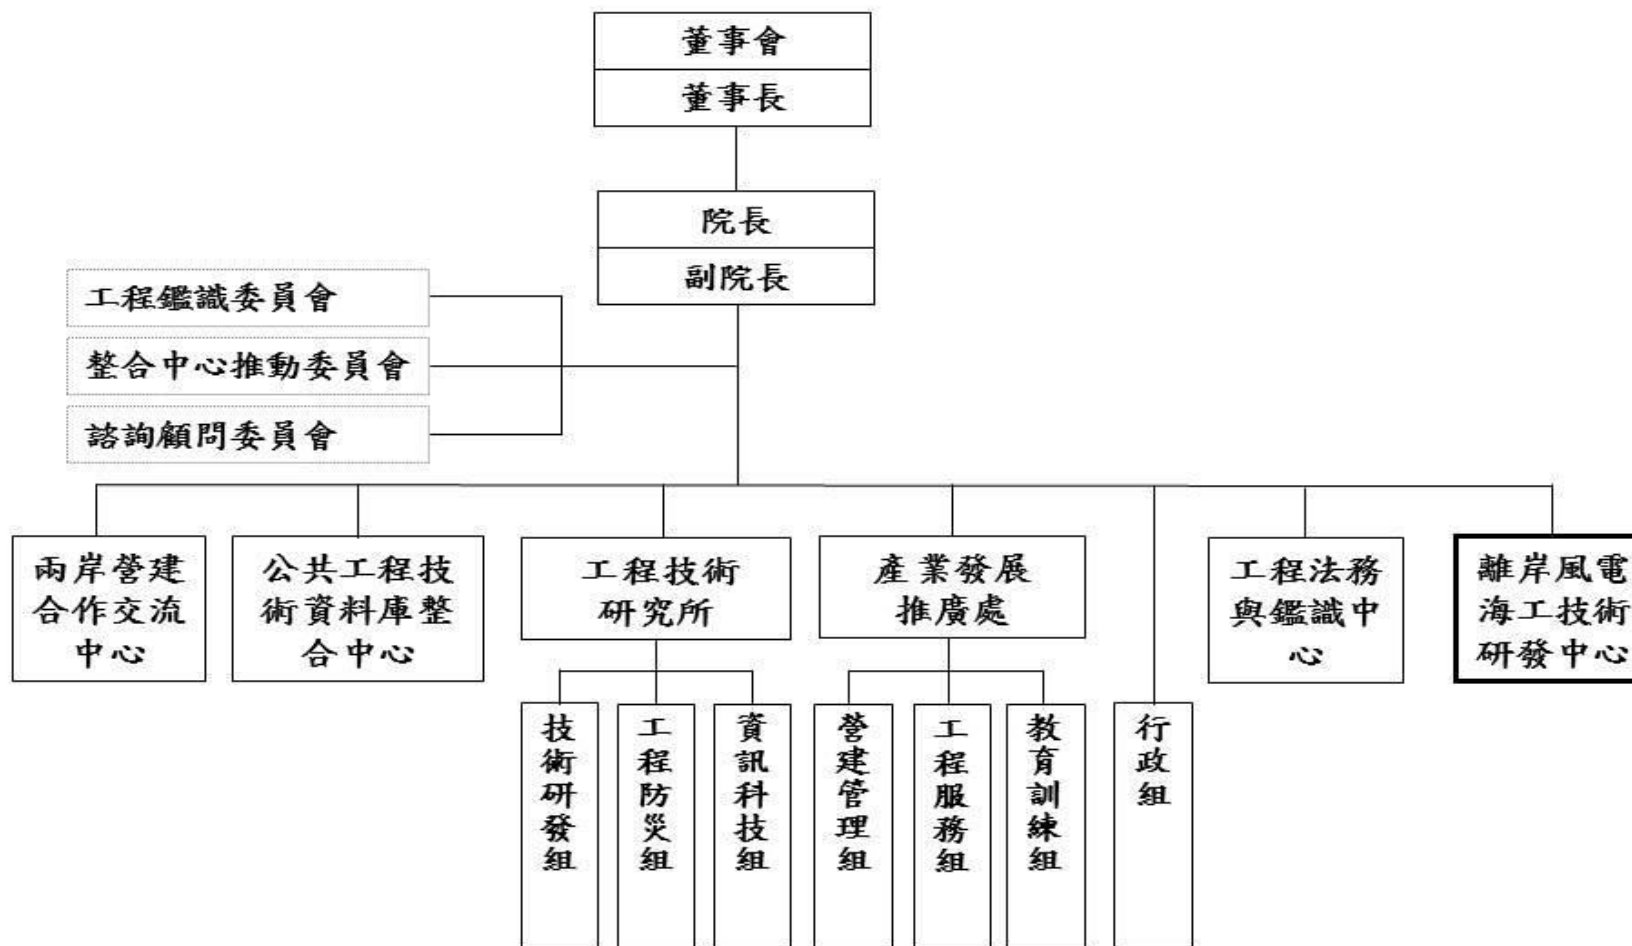 董事會
董事長
院長
副院長
工程鑑識委員會
整合中心推動委員會
諮詢顧問委員會
兩岸營建
合作交流
中心
公共工程技
術資料庫整
合中心
工程技術
研究所
產業發展
推廣處
工程法務
與鑑識中
心
離岸風電
海工技術
研發中心
技術研發組
工程防災組
資訊科技組
營建管理組
工程服務組
教育訓練組
行政組